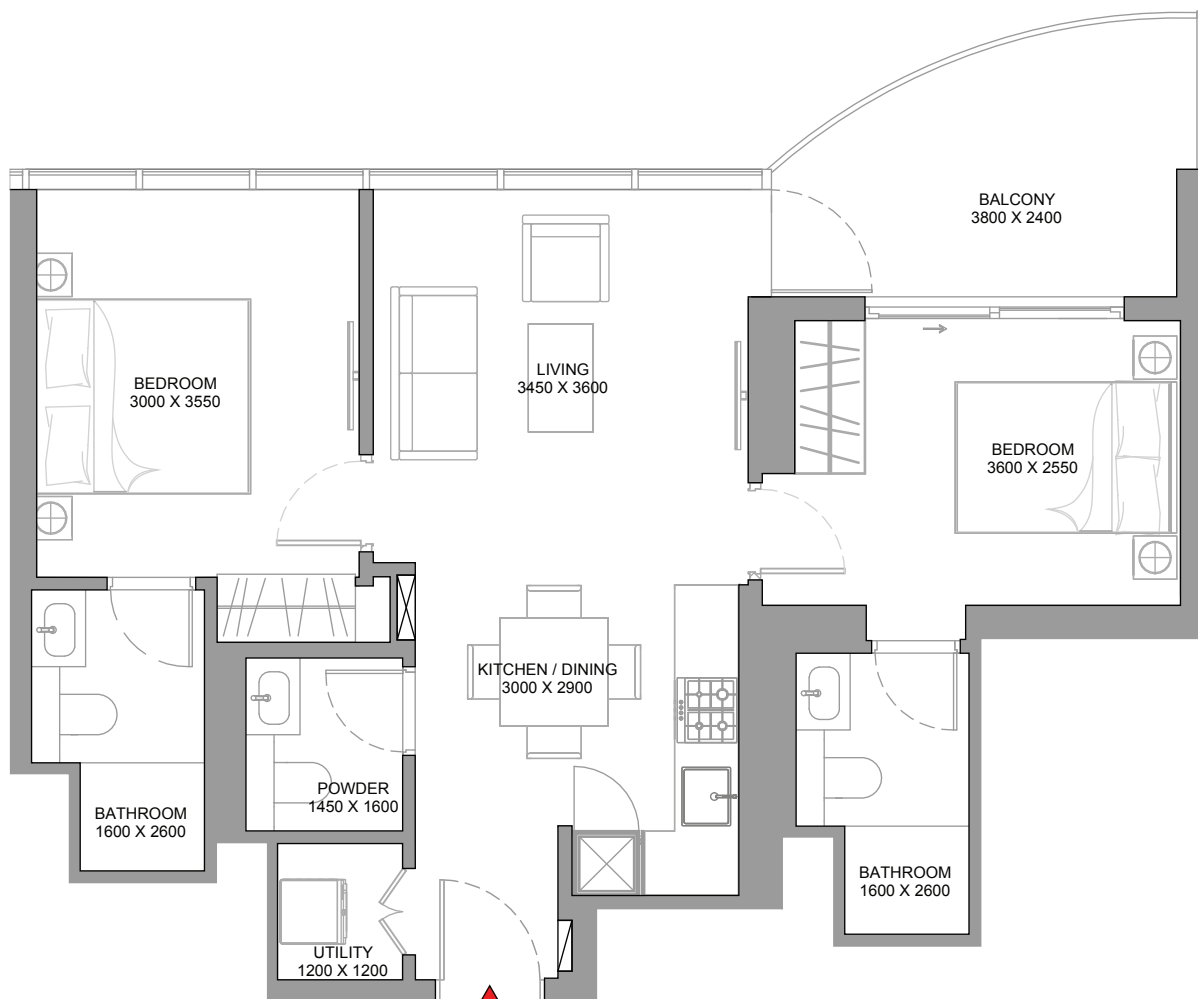 BALCONY
3800 X 2400
LIVING
3450 X 3600
BEDROOM
3000 X 3550
BEDROOM
3600 X 2550
KITCHEN / DINING
3000 X 2900
POWDER
1450 X 1600
BATHROOM
1600 X 2600
BATHROOM
1600 X 2600
UTILITY
1200 X 1200